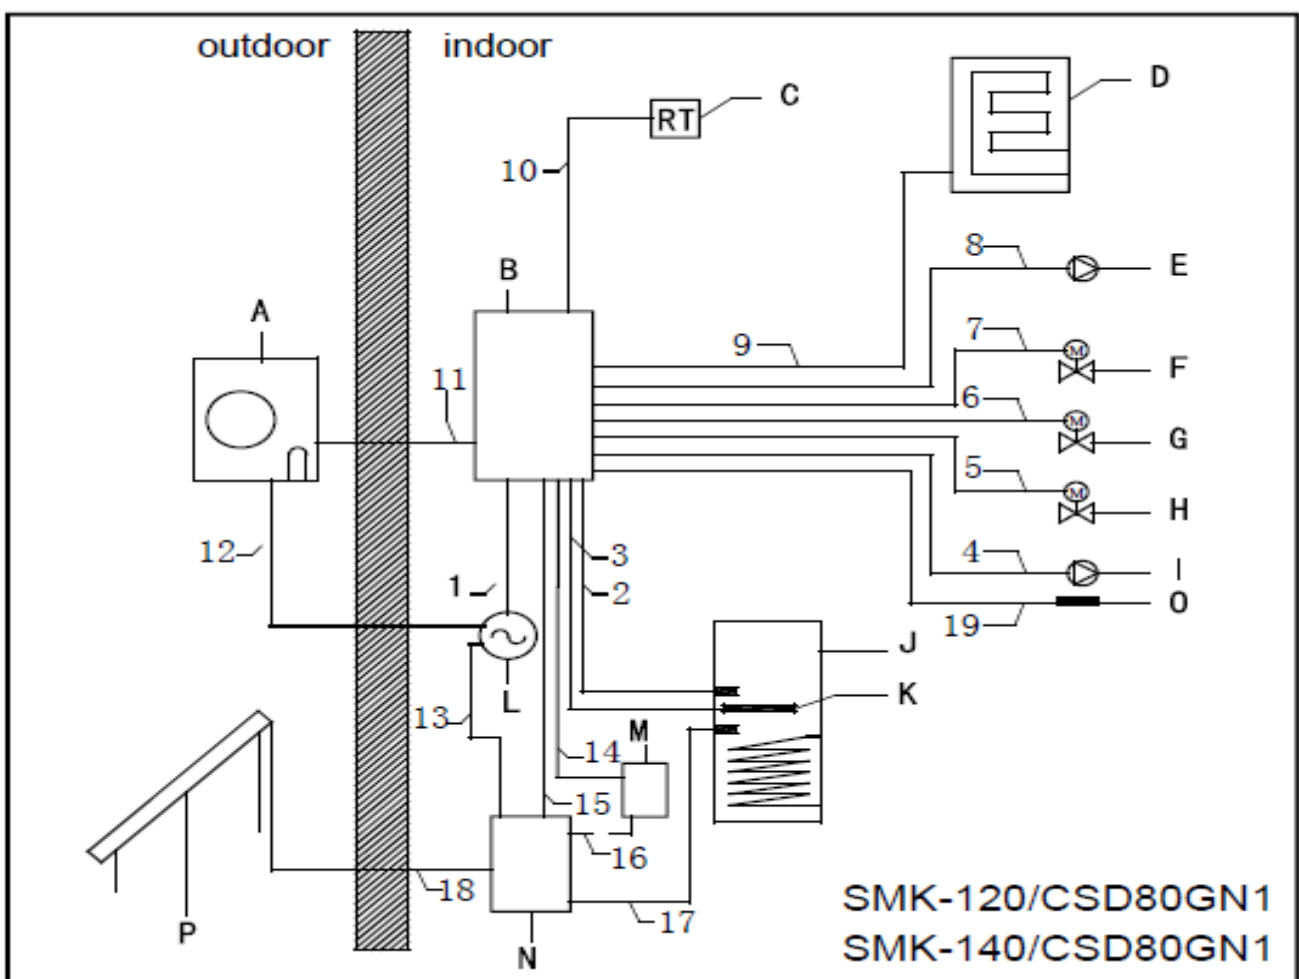 outdoor indoor
D
C
RT
10
8
E
B
A
7
M
F
9
11
6
M
G
5
M
H
12
3
4
I
1
2
O
19
J
L
K
13
M
14
15
16
18
17
P
N
SMK-120/CSD80GN1
SMK-140/CSD80GN1